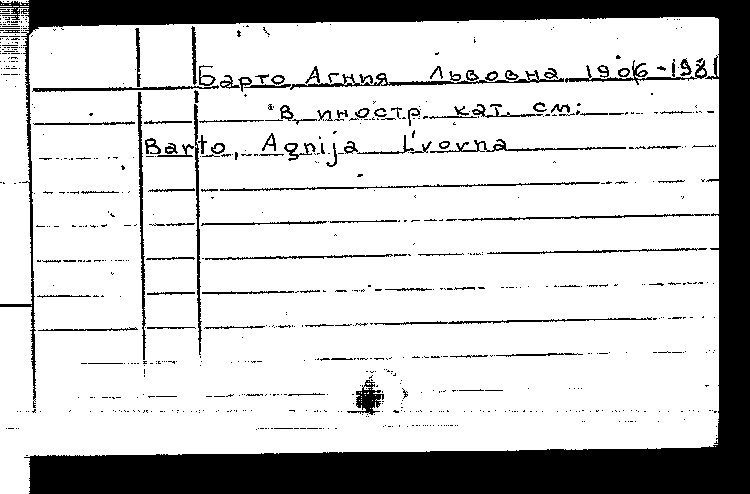 Барто, Агния Львовна 1906-1981
В иностр. кат. см:
Barto, Agnija L'vovna